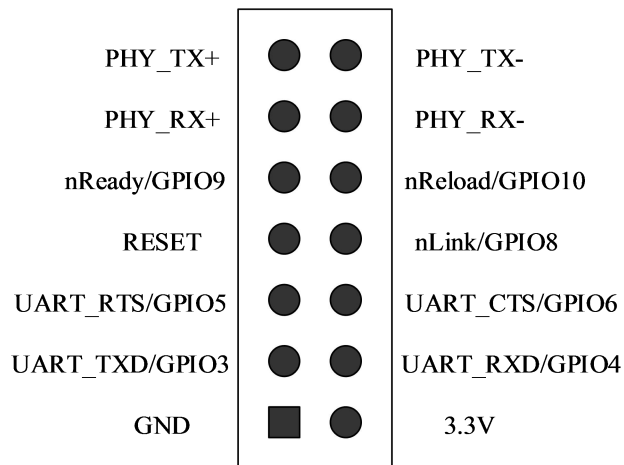 PHY_TX+ PHY_TX-
PHY_RX+ PHY_RX-
nReady/GPIO9 nReload/GPIO10
RESET nLink/GPIO8
UART_RTS/GPIO5 UART_CTS/GPIO6
UART_TXD/GPIO3 UART_RXD/GPIO4
GND 3.3V